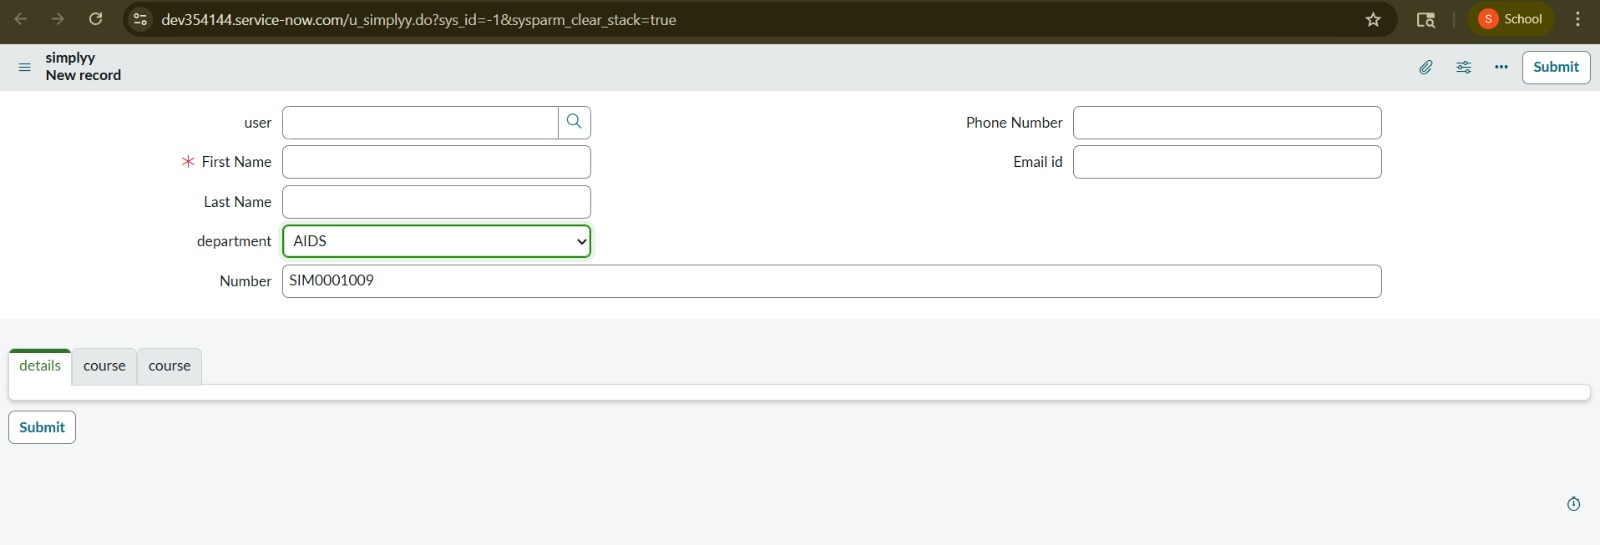 dev354144.service-now.com/u_simplyy.do?sys_id=-1&sysparm_clear_stack=true
S School
simplyy
New record
Submit
user
Phone Number
* First Name
Email id
Last Name
department AIDS
Number SIM0001009
details course course
Submit